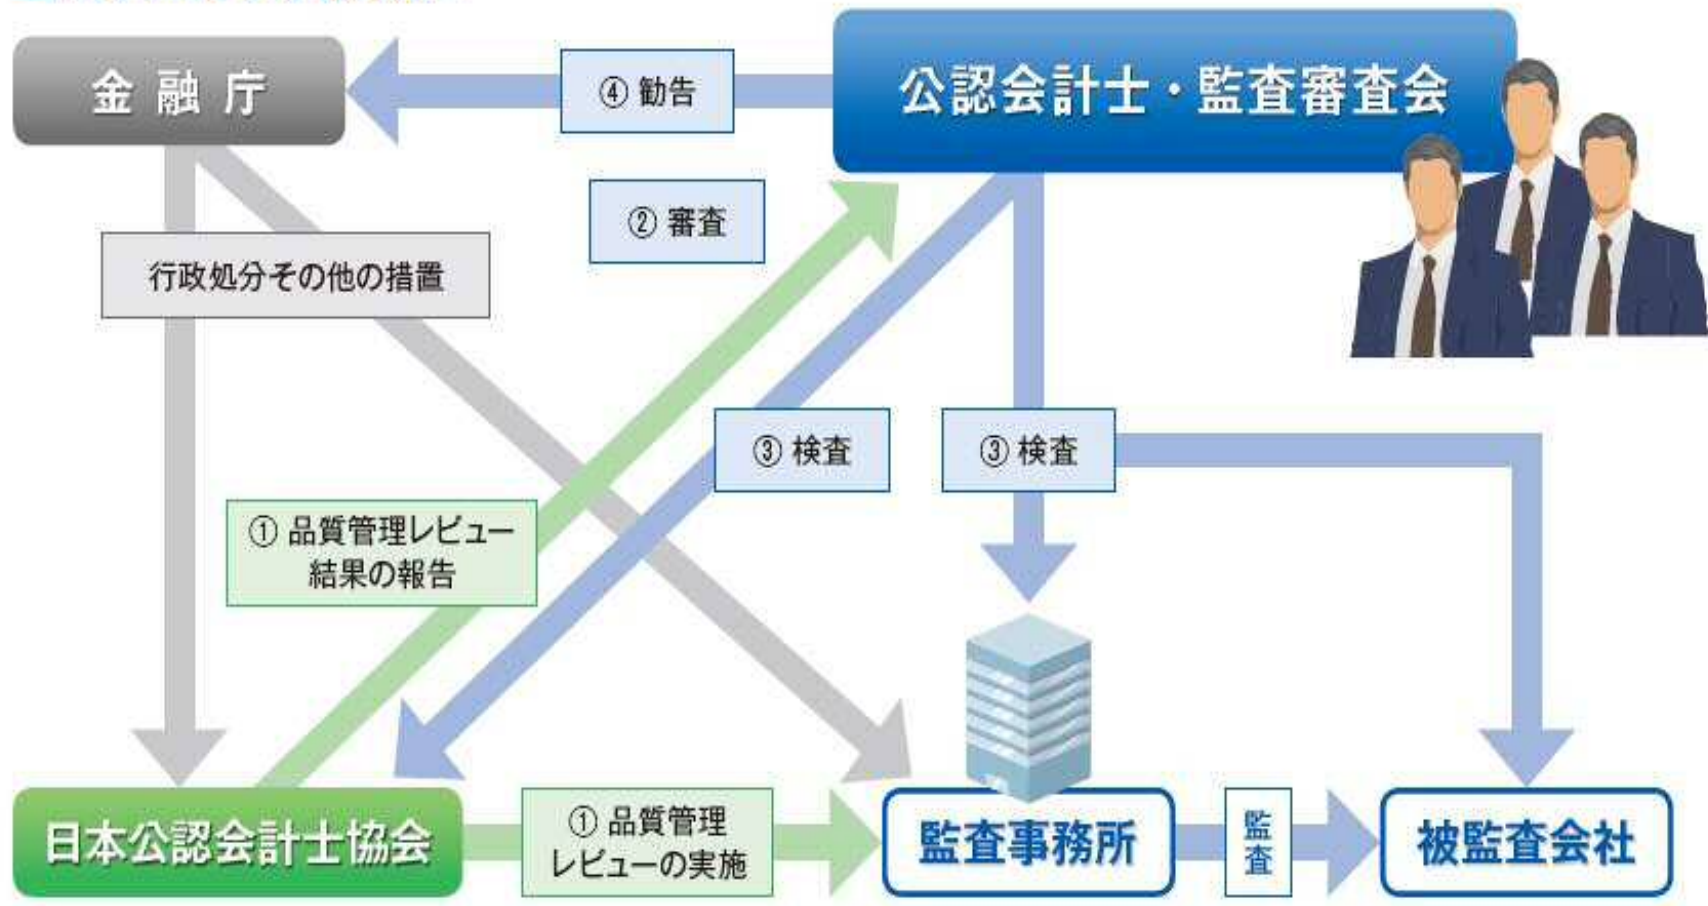 金融庁
④ 勧告
公認会計士・監査審査会
② 審査
行政処分その他の措置
③ 検査
③ 検査
① 品質管理レビュー
結果の報告
日本公認会計士協会
① 品質管理
レビューの実施
監査事務所
監査
被監査会社